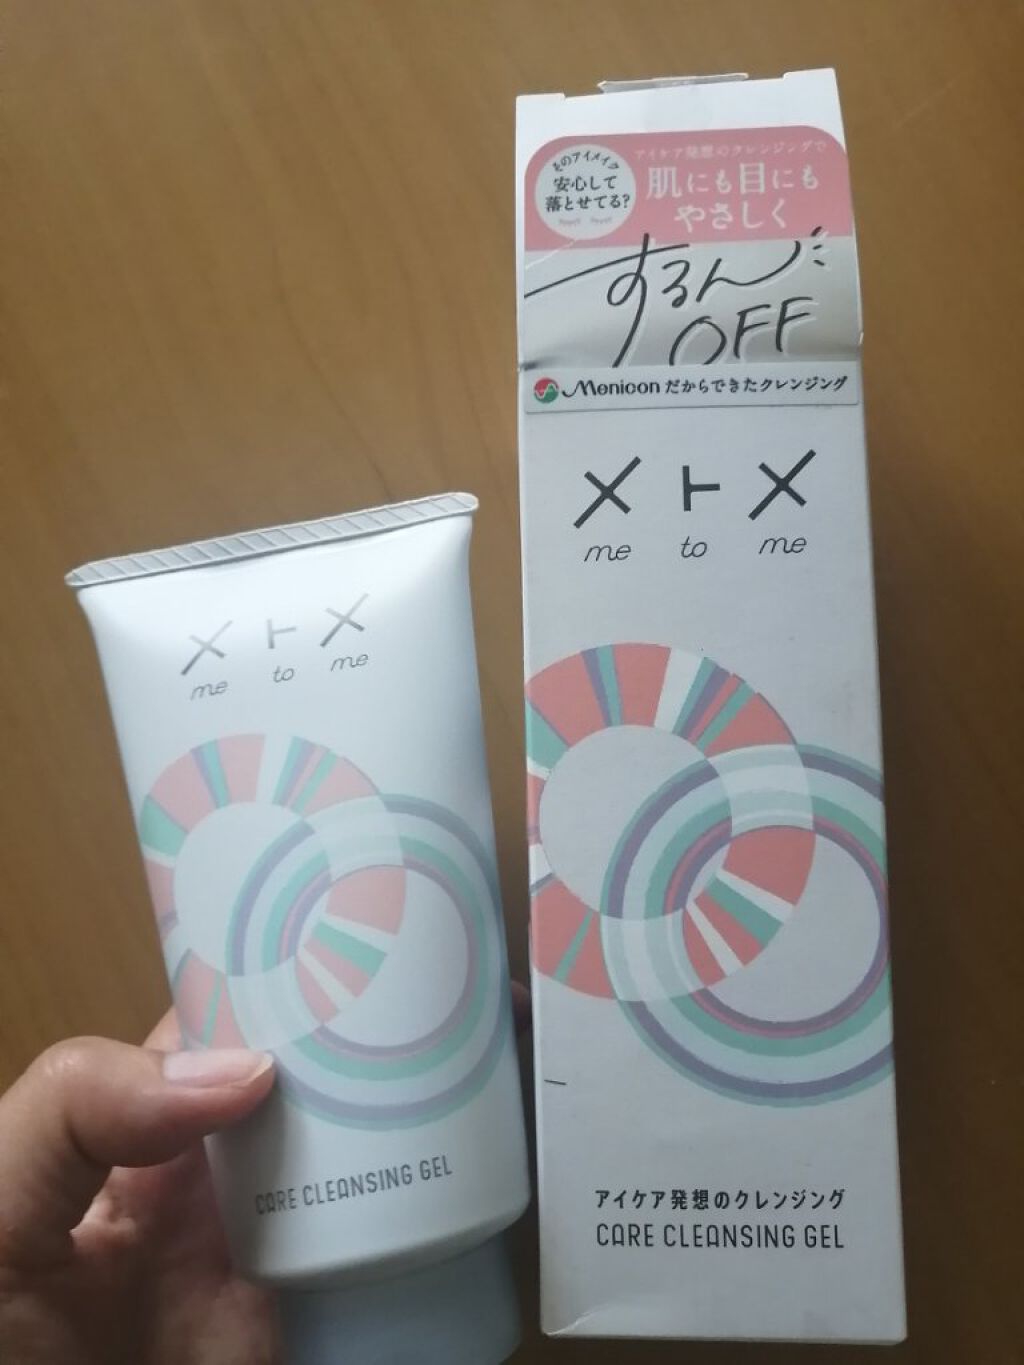 そのアイメイク
安心して
落とせてる?
アイケア発想のクレンジングで
肌にも目にも
やさしく
するん
OFF
Menicon だからできたクレンジング
メトメ
me to me
アイケア発想のクレンジング
CARE CLEANSING GEL
メトメ
me to me
CARE CLEANSING GEL